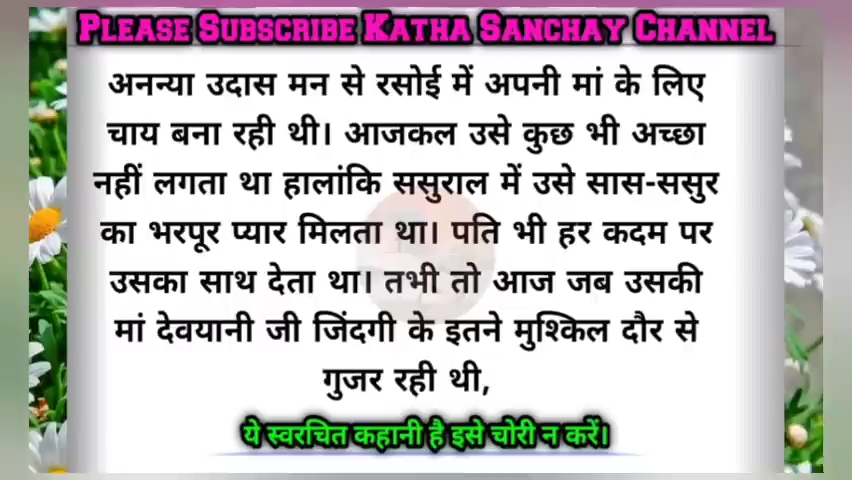 PLEASE SUBSCRIBE KATHA SANCHAY CHANNEL
अनन्या उदास मन से रसोई में अपनी मां के लिए
चाय बना रही थी। आजकल उसे कुछ भी अच्छा
नहीं लगता था हालांकि ससुराल में उसे सास-ससुर
का भरपूर प्यार मिलता था। पति भी हर कदम पर
उसका साथ देता था। तभी तो आज जब उसकी
मां देवयानी जी जिंदगी के इतने मुश्किल दौर से
गुजर रही थी,
ये स्वरचित कहानी है इसे चोरी न करें।